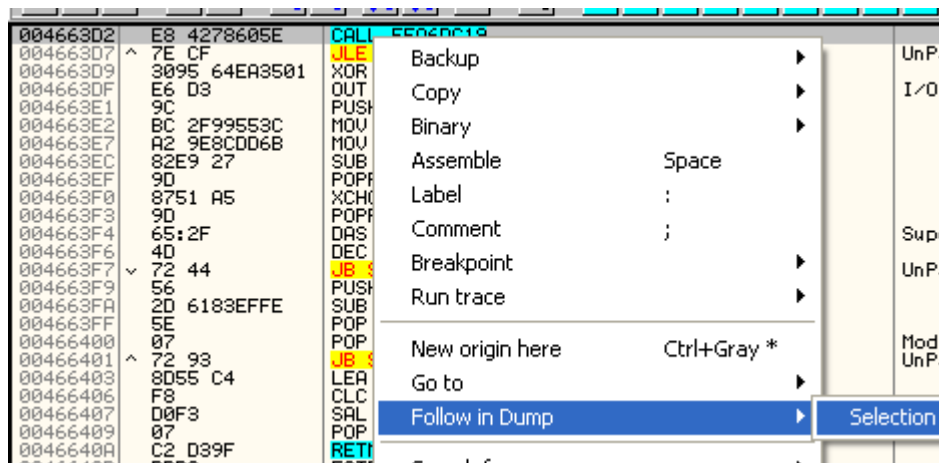 004663D2 E8 4278605E CALL
004663D7 ^ 7E CF JLE UnP
004663D9 3095 64EA3501 XOR
004663DF E6 D3 OUT I/O
004663E1 9C PUSH
004663E2 BC 2F99553C MOV
004663E7 A2 9E8CDD6B MOV
004663EC 82E9 27 SUB
004663EF 9D POPF
004663F0 8751 A5 XCHG
004663F3 9D POPF
004663F4 65:2F DAS Sup
004663F6 4D DEC
004663F7 v 72 44 JB S UnP
004663F9 56 PUSH
004663FA 2D 6183EFFE SUB
004663FF 5E POP
00466400 07 POP Mod
00466401 ^ 72 93 JB S UnP
00466403 8D55 C4 LEA
00466406 F8 CLC
00466407 D0F3 SAL
00466409 07 POP
0046640A C2 D39F RETN
Backup
Copy
Binary
Assemble Space
Label :
Comment ;
Breakpoint
Run trace
New origin here Ctrl+Gray *
Go to
Follow in Dump
Selection